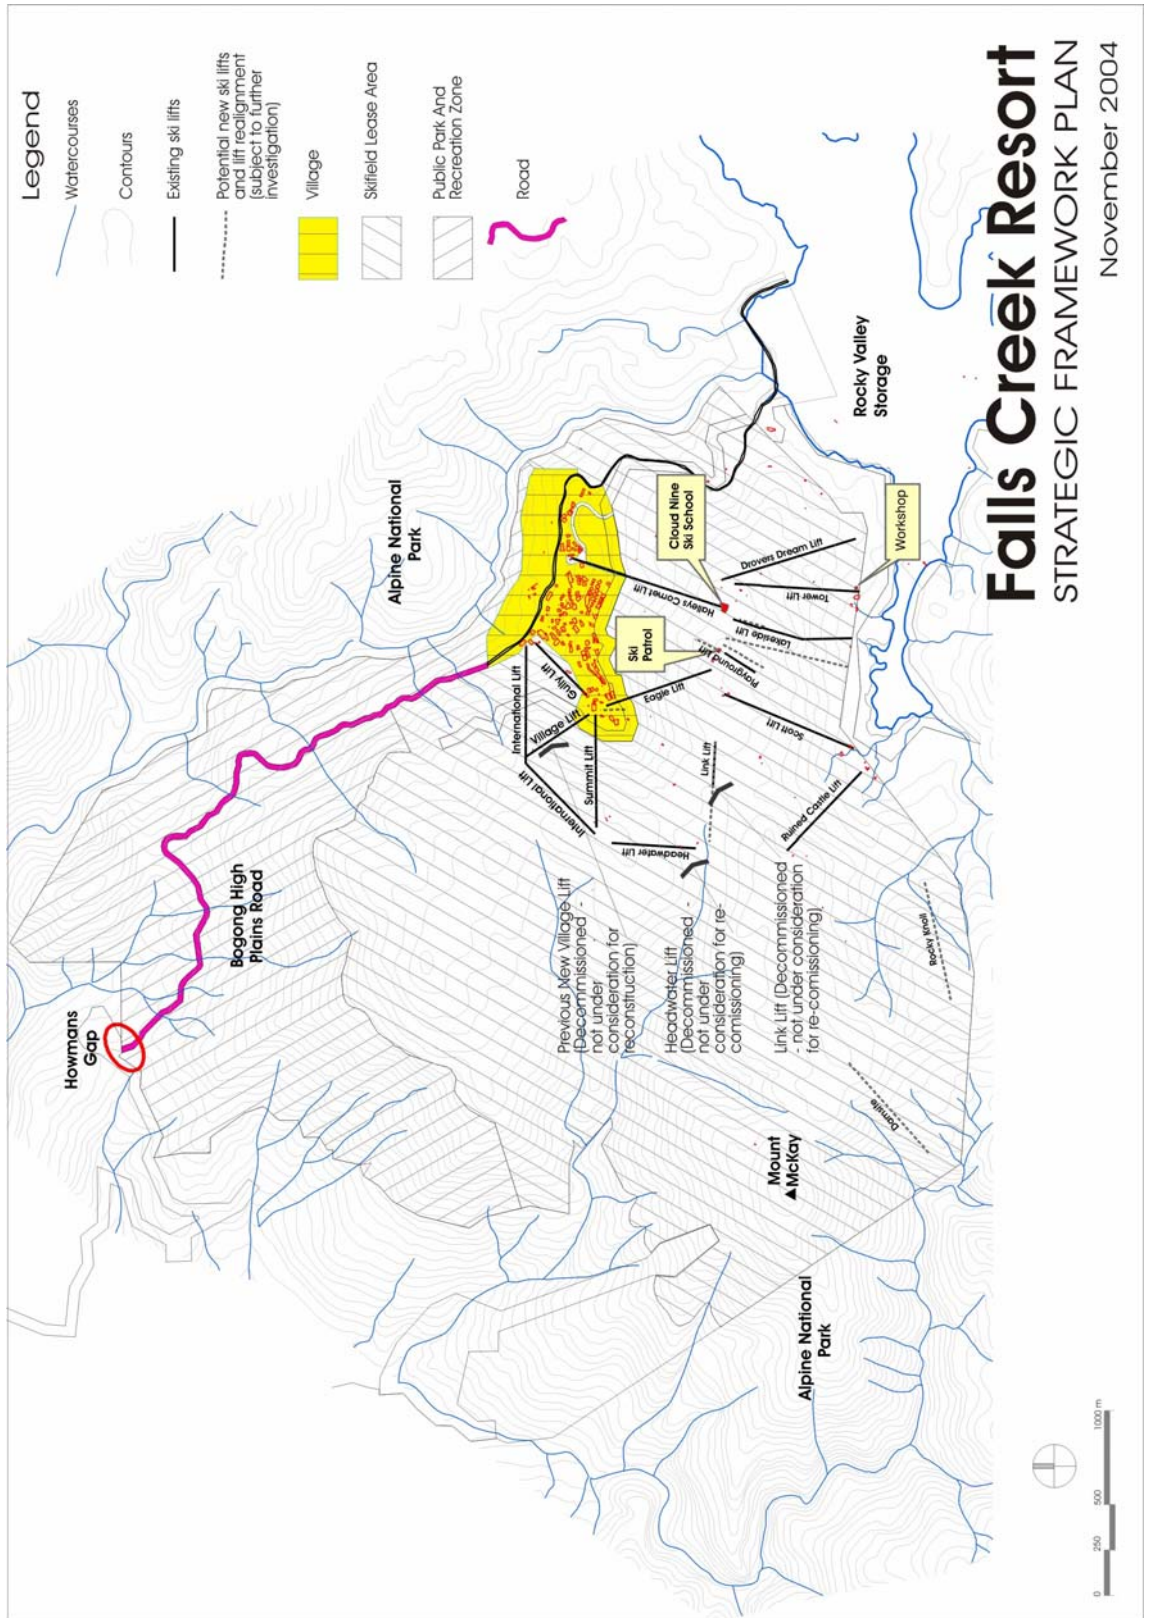 Legend
Watercourses
Contours
Existing ski lifts
Potential new ski lifts
and lift realignment
(subject to further
investigation)
Village
Skifield Lease Area
Public Park And
Recreation Zone
Road
Howmans
Gap
Bogong High
Plains Road
Alpine National
Park
International Lift
Gully Lift
Village Lift
International Lift
Summit Lift
Eagle Lift
Halleys Comet Lift
Ski
Patrol
Cloud Nine
Ski School
Playground Lift
Lakeside Lift
Tower Lift
Drovers Dream Lift
Workshop
Scott Lift
Ruined Castle Lift
Link Lift
Headwater Lift
Rocky Valley
Storage
Previous New Village Lift
(Decommissioned -
not under
consideration for
reconstruction)
Headwater Lift
(Decommissioned -
not under
consideration for re-
comissioning)
Link Lift (Decommissioned
- not under consideration
for re-comissioning)
Rocky Knoll
Damsite
Mount
McKay
Alpine National
Park
0 250 500 1000 m
Falls Creek Resort
STRATEGIC FRAMEWORK PLAN
November 2004